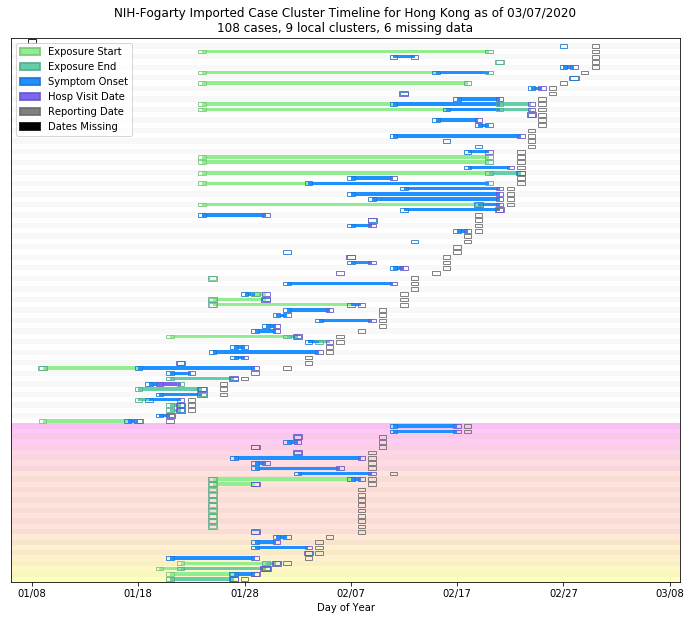 NIH-Fogarty Imported Case Cluster Timeline for Hong Kong as of 03/07/2020
108 cases, 9 local clusters, 6 missing data
Exposure Start
Exposure End
Symptom Onset
Hosp Visit Date
Reporting Date
Dates Missing
01/08 01/18 01/28 02/07 02/17 02/27 03/08
Day of Year